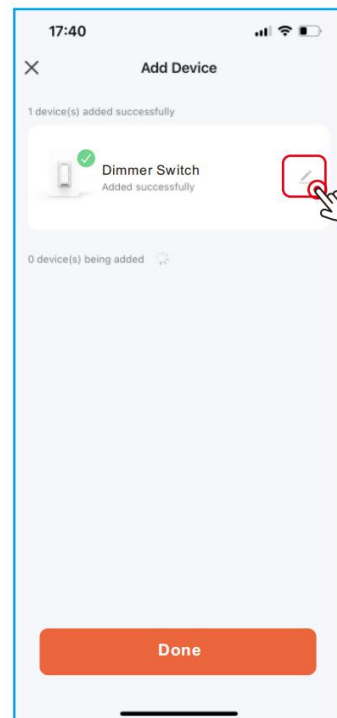 17:40
Add Device
1 device(s) added successfully
Dimmer Switch
Added successfully
0 device(s) being added
Done